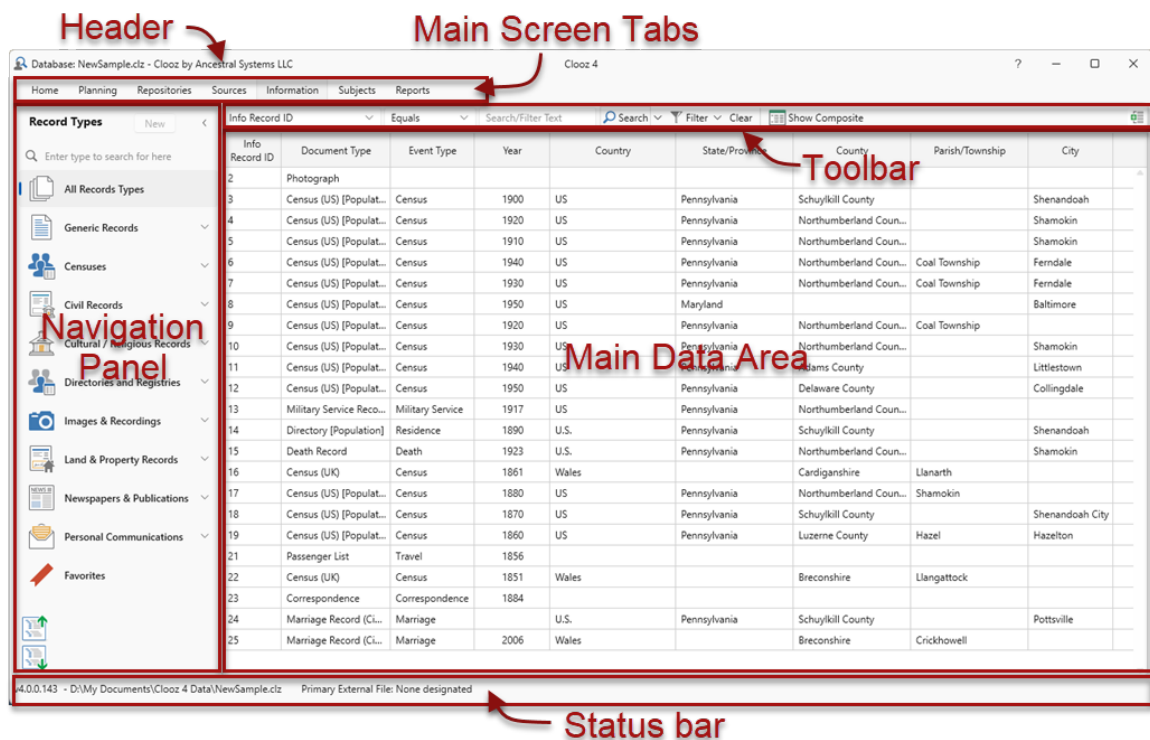 Header
Main Screen Tabs
Database: NewSample.clz - Clooz by Ancestral Systems LLC Clooz 4 ?
Home Planning Repositories Sources Information Subjects Reports
Record Types New
Enter type to search for here
All Records Types
Generic Records
Censuses
Civil Records
Cultural / Religious Records
Directories and Registries
Images & Recordings
Land & Property Records
Newspapers & Publications
Personal Communications
Favorites
Navigation
Panel
Info Record ID Equals Search/Filter Text Search Filter Clear Show Composite
Toolbar
Info Record ID Document Type Event Type Year Country State/Province County Parish/Township City
2 Photograph
3 Census (US) [Populat... Census 1900 US Pennsylvania Schuylkill County Shenandoah
4 Census (US) [Populat... Census 1920 US Pennsylvania Northumberland Coun... Shamokin
5 Census (US) [Populat... Census 1910 US Pennsylvania Northumberland Coun... Shamokin
6 Census (US) [Populat... Census 1940 US Pennsylvania Northumberland Coun... Coal Township Ferndale
7 Census (US) [Populat... Census 1930 US Pennsylvania Northumberland Coun... Coal Township Ferndale
8 Census (US) [Populat... Census 1950 US Maryland Baltimore
9 Census (US) [Populat... Census 1920 US Pennsylvania Northumberland Coun... Coal Township
10 Census (US) [Populat... Census 1930 US Pennsylvania Northumberland Coun... Shamokin
Main Data Area
11 Census (US) [Populat... Census 1940 US Pennsylvania Adams County Littlestown
12 Census (US) [Populat... Census 1950 US Pennsylvania Delaware County Collingdale
13 Military Service Reco... Military Service 1917 US Pennsylvania Northumberland Coun...
14 Directory [Population] Residence 1890 U.S. Pennsylvania Schuylkill County Shenandoah
15 Death Record Death 1923 U.S. Pennsylvania Northumberland Coun... Shamokin
16 Census (UK) Census 1861 Wales Cardiganshire Llanarth
17 Census (US) [Populat... Census 1880 US Pennsylvania Northumberland Coun... Shamokin
18 Census (US) [Populat... Census 1870 US Pennsylvania Schuylkill County Shenandoah City
19 Census (US) [Populat... Census 1860 US Pennsylvania Luzerne County Hazel Hazelton
21 Passenger List Travel 1856
22 Census (UK) Census 1851 Wales Breconshire Llangattock
23 Correspondence Correspondence 1884
24 Marriage Record (Ci... Marriage U.S. Pennsylvania Schuylkill County Pottsville
25 Marriage Record (Ci... Marriage 2006 Wales Breconshire Crickhowell
v4.0.0.143 - D:\My Documents\Clooz 4 Data\NewSample.clz Primary External File: None designated
Status bar